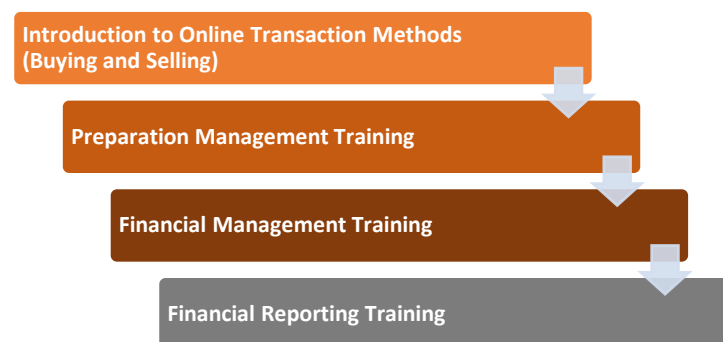 Introduction to Online Transaction Methods
(Buying and Selling)
Preparation Management Training
Financial Management Training
Financial Reporting Training